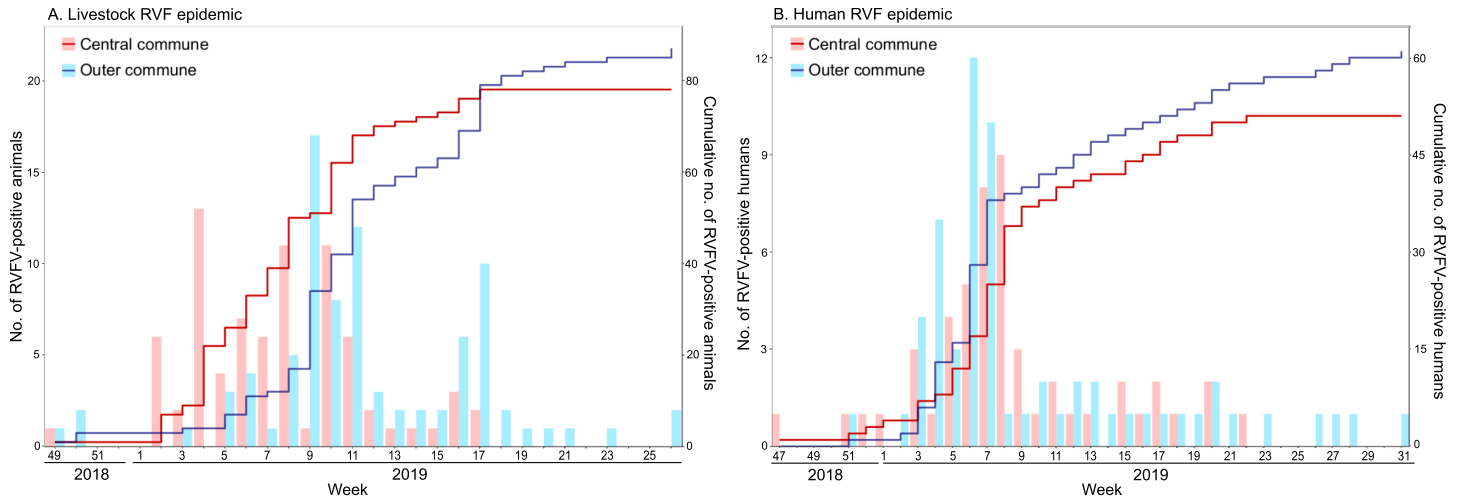 A. Livestock RVF epidemic
Central commune
Outer commune
No. of RVFV-positive animals
0
5
10
15
20
Cumulative no. of RVFV-positive animals
0
20
40
60
80
49 51 1 3 5 7 9 11 13 15 17 19 21 23 25
2018 2019
Week
B. Human RVF epidemic
Central commune
Outer commune
No. of RVFV-positive humans
0
3
6
9
12
Cumulative no. of RVFV-positive humans
0
15
30
45
60
47 49 51 1 3 5 7 9 11 13 15 17 19 21 23 25 27 29 31
2018 2019
Week